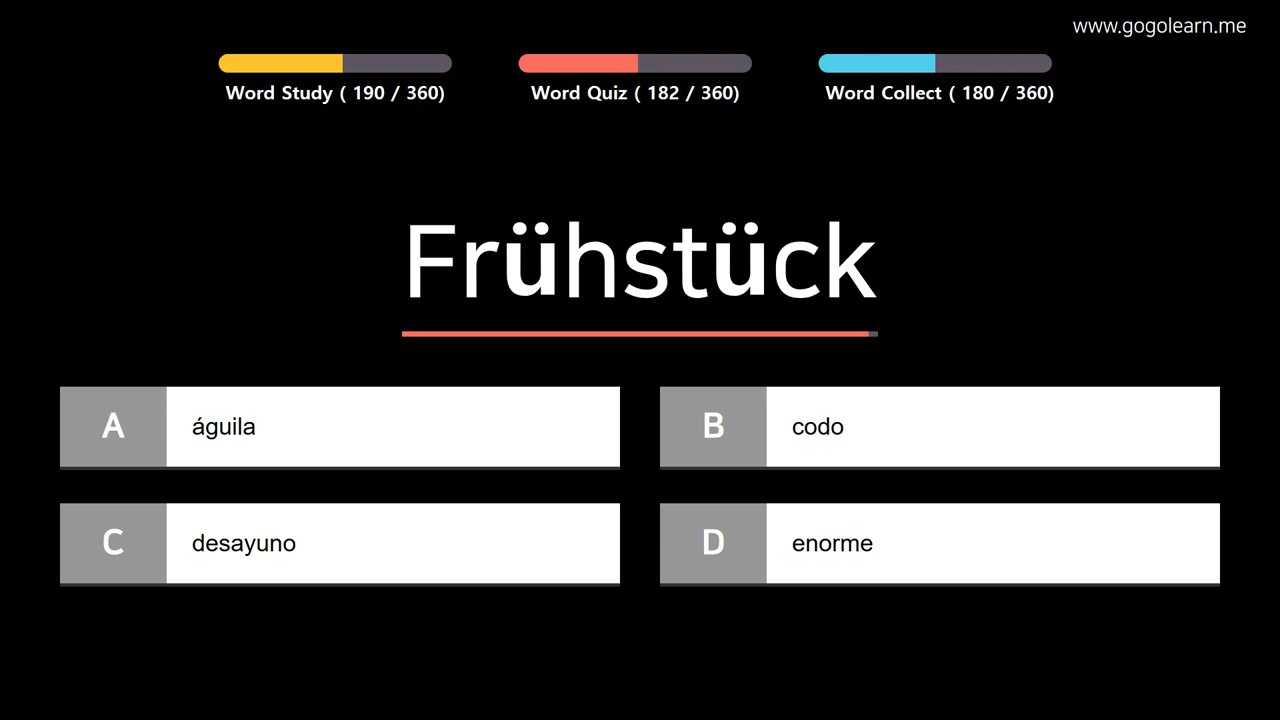 www.gogolearn.me
Word Study ( 190 / 360)
Word Quiz ( 182 / 360)
Word Collect ( 180 / 360)
Frühstück
A águila
B codo
C desayuno
D enorme